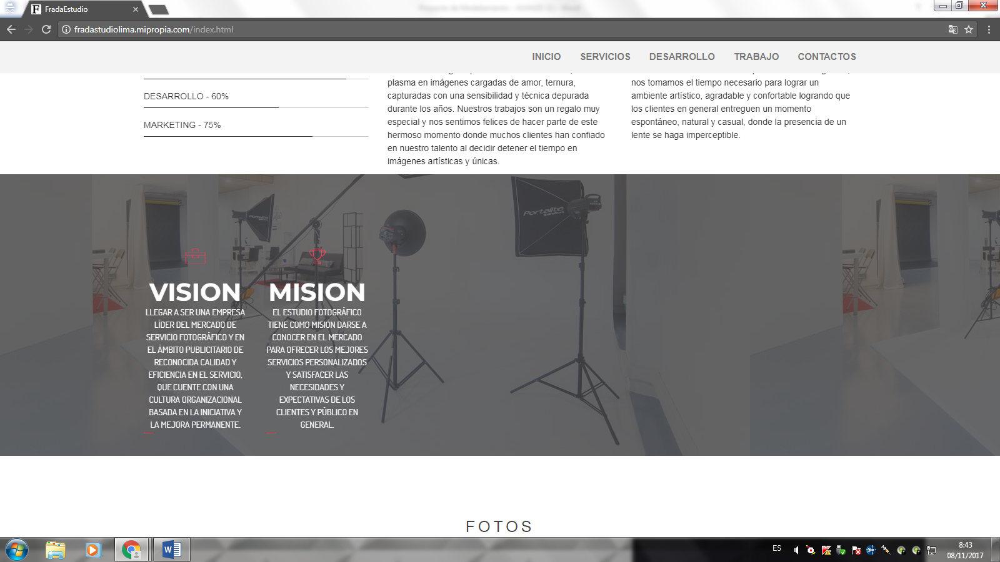 FradaEstudio
fradastudiolima.mipropia.com/index.html
INICIO SERVICIOS DESARROLLO TRABAJO CONTACTOS
DESARROLLO - 60%
MARKETING - 75%
plasma en imágenes cargadas de amor, ternura,
capturadas con una sensibilidad y técnica depurada
durante los años. Nuestros trabajos son un regalo muy
especial y nos sentimos felices de hacer parte de este
hermoso momento donde muchos clientes han confiado
en nuestro talento al decidir detener el tiempo en
imágenes artísticas y únicas.
nos tomamos el tiempo necesario para lograr un
ambiente artístico, agradable y confortable logrando que
los clientes en general entreguen un momento
espontáneo, natural y casual, donde la presencia de un
lente se haga imperceptible.
Portalite
VISION
LLEGAR A SER UNA EMPRESA
LÍDER DEL MERCADO DE
SERVICIO FOTOGRÁFICO Y EN
EL ÁMBITO PUBLICITARIO DE
RECONOCIDA CALIDAD Y
EFICIENCIA EN EL SERVICIO,
QUE CUENTE CON UNA
CULTURA ORGANIZACIONAL
BASADA EN LA INICIATIVA Y
LA MEJORA PERMANENTE.
MISION
EL ESTUDIO FOTOGRÁFICO
TIENE COMO MISIÓN DARSE A
CONOCER EN EL MERCADO
PARA OFRECER LOS MEJORES
SERVICIOS PERSONALIZADOS
Y SATISFACER LAS
NECESIDADES Y
EXPECTATIVAS DE LOS
CLIENTES Y PÚBLICO EN
GENERAL.
FOTOS
ES
8:43
08/11/2017